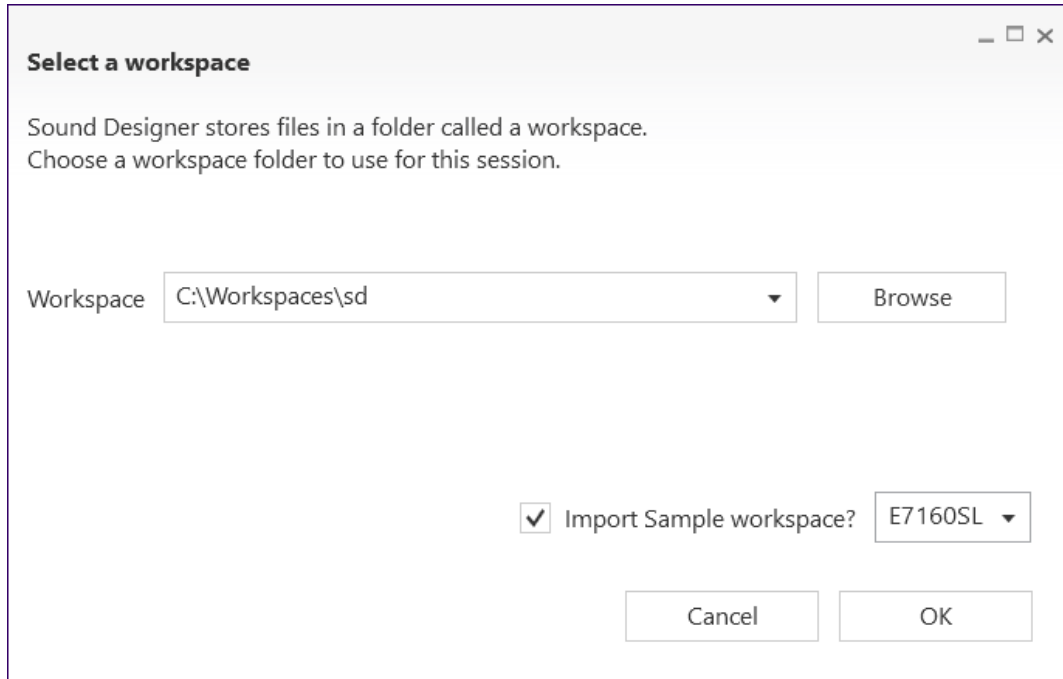 Select a workspace
Sound Designer stores files in a folder called a workspace.
Choose a workspace folder to use for this session.
Workspace C:\Workspaces\sd Browse
Import Sample workspace? E7160SL
Cancel OK